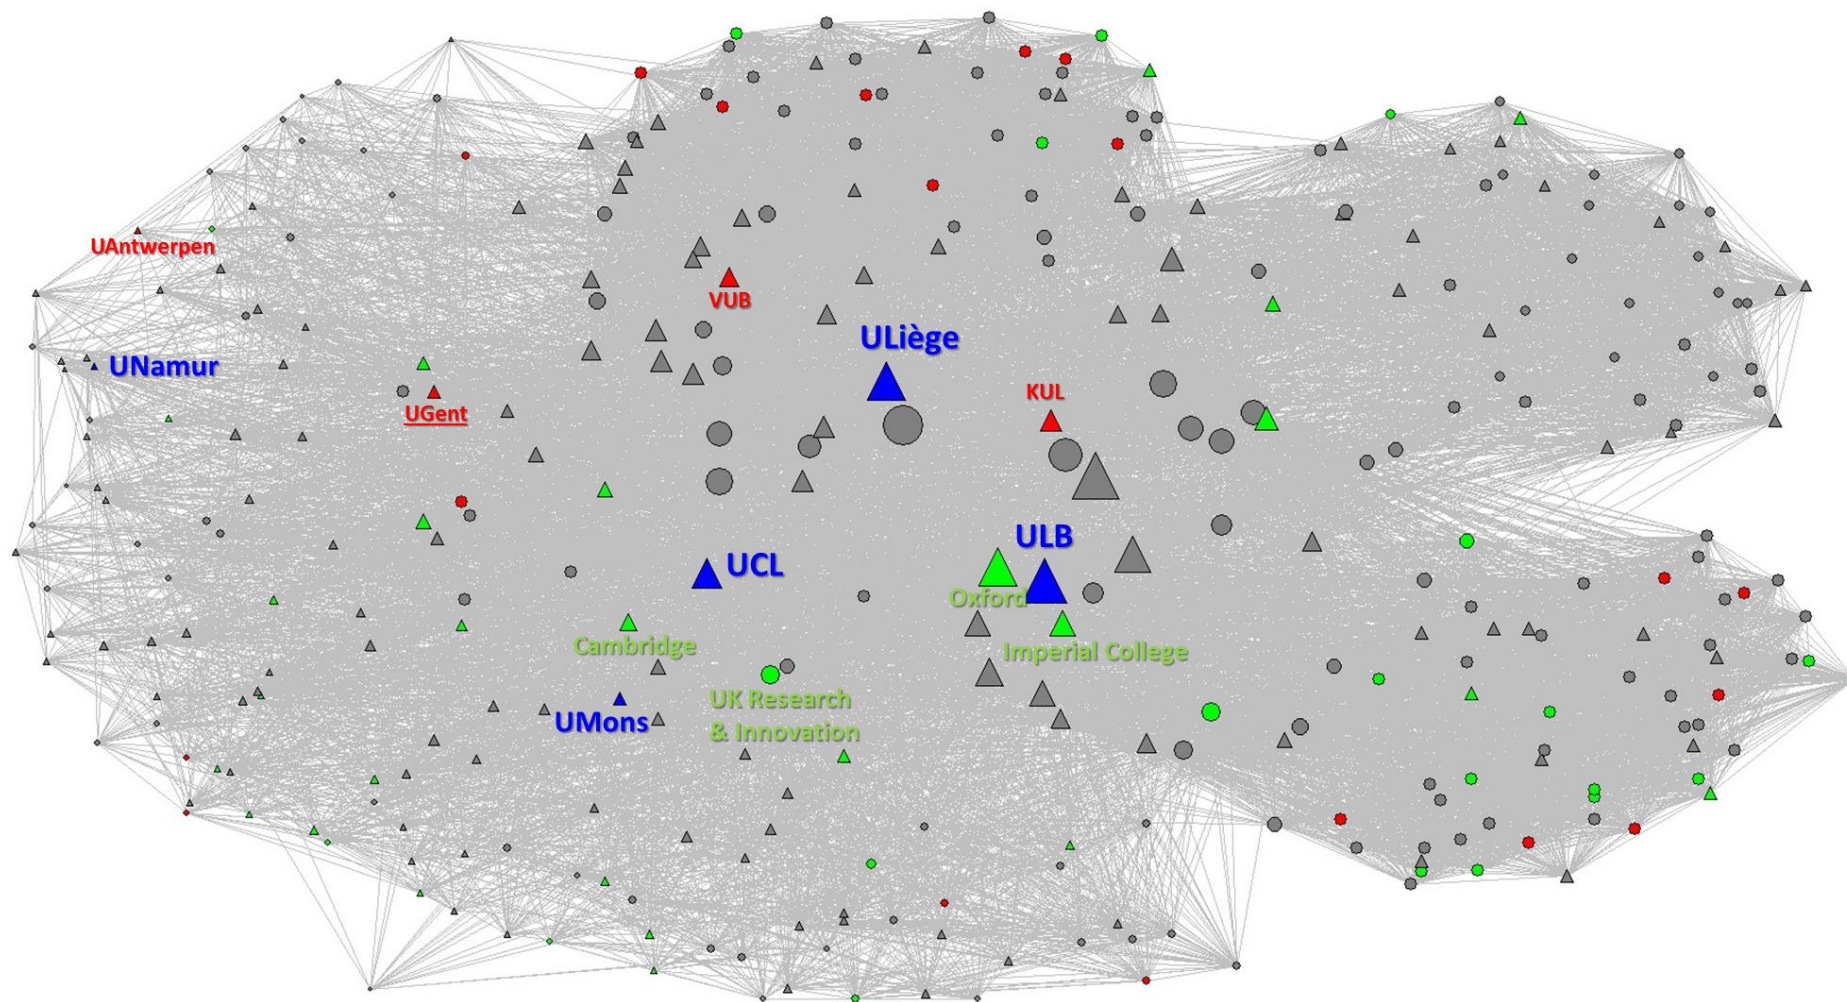 UAntwerpen
VUB
ULiège
UNamur
KUL
UGent
ULB
UCL
Oxford
Cambridge
Imperial College
UK Research
& Innovation
UMons